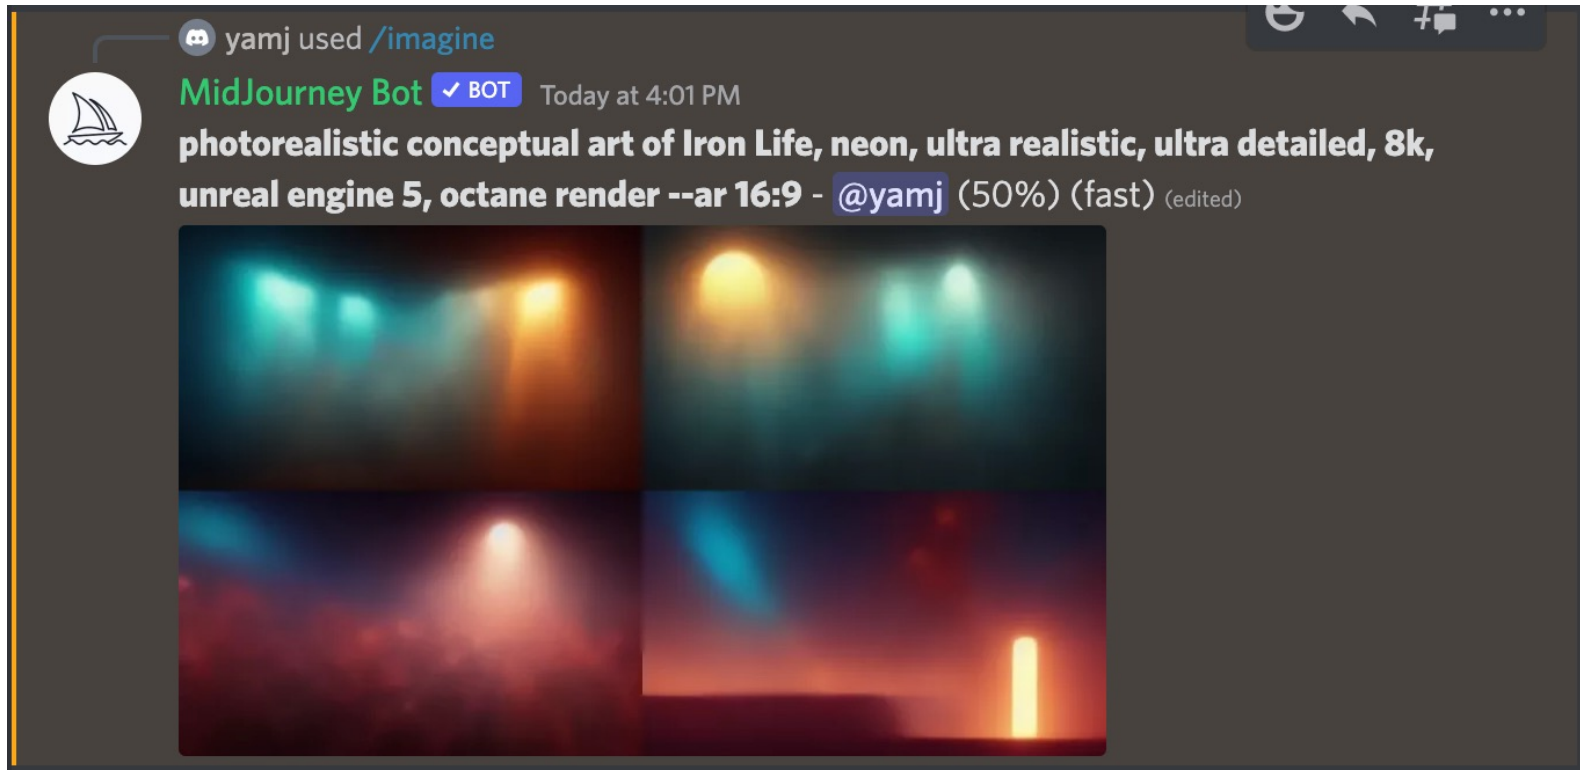 yamj used /imagine
MidJourney Bot ✓ BOT Today at 4:01 PM
photorealistic conceptual art of Iron Life, neon, ultra realistic, ultra detailed, 8k,
unreal engine 5, octane render --ar 16:9 - @yamj (50%) (fast) (edited)